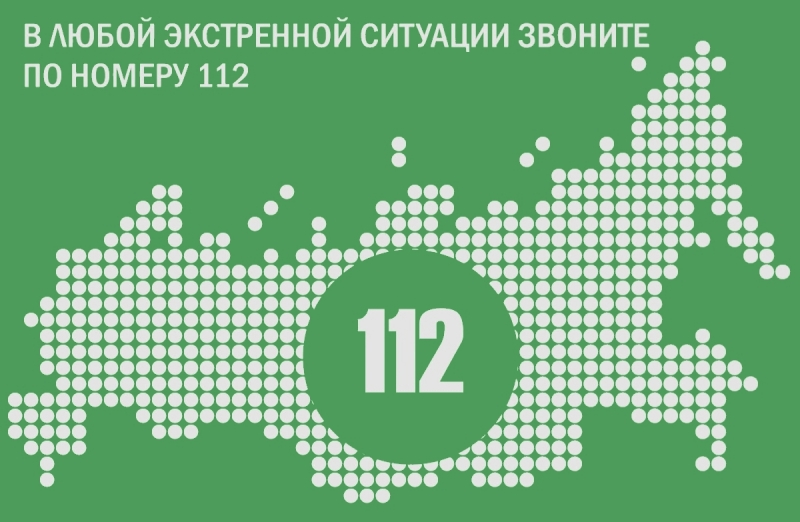 В ЛЮБОЙ ЭКСТРЕННОЙ СИТУАЦИИ ЗВОНИТЕ
ПО НОМЕРУ 112
112